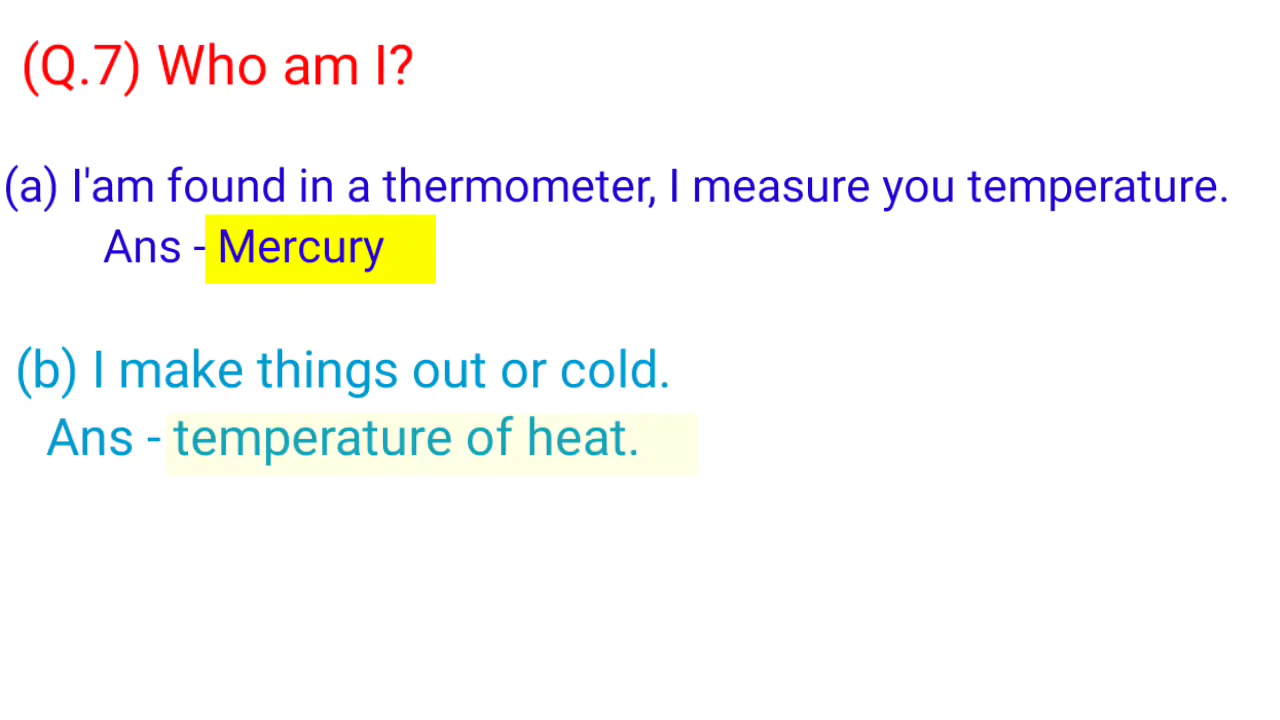 (Q.7) Who am I?
(a) I'am found in a thermometer, I measure you temperature.
Ans - Mercury
(b) I make things out or cold.
Ans - temperature of heat.